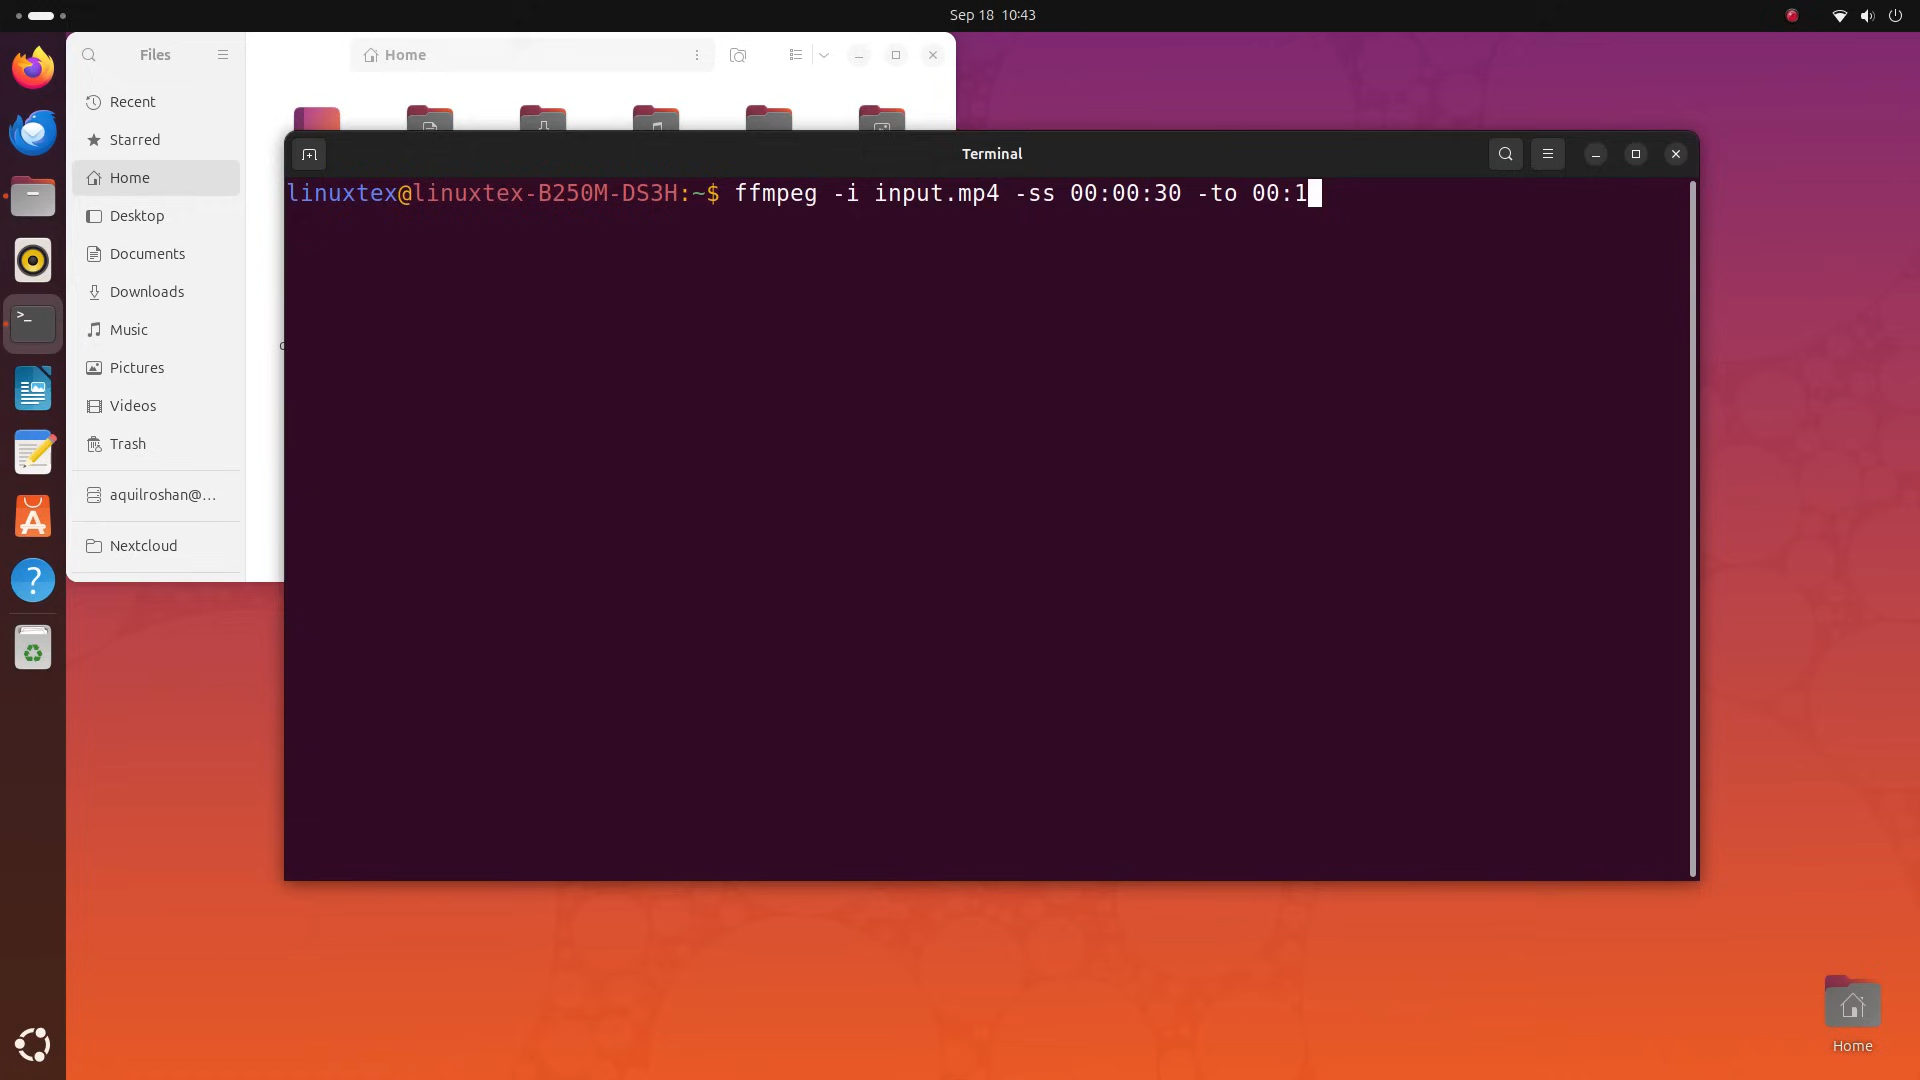 Sep 18 10:43
Files
Home
Recent
Starred
Home
Desktop
Documents
Downloads
Music
Pictures
Videos
Trash
aquilroshan@...
Nextcloud
Terminal
linuxtex@linuxtex-B250M-DS3H:~$ ffmpeg -i input.mp4 -ss 00:00:30 -to 00:1
Home